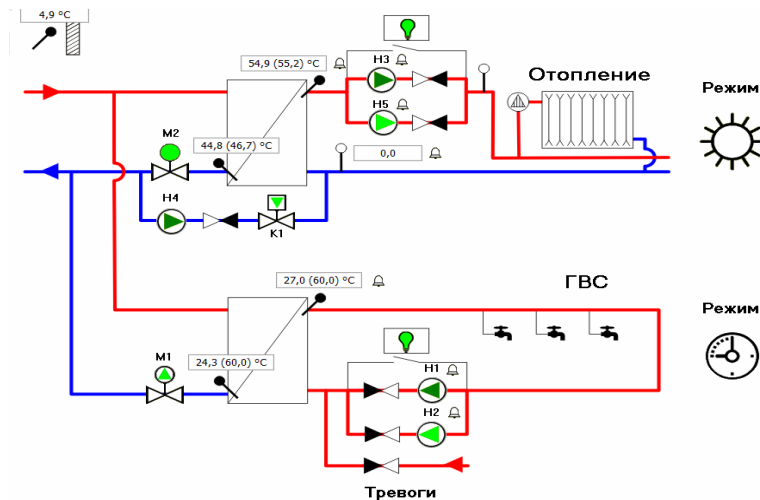 4,9 °C
54,9 (55,2) °C
Н3
Отопление
Режим
Н5
М2
44,8 (46,7) °C
0,0
Н4
К1
27,0 (60,0) °C
ГВС
Режим
М1
24,3 (60,0) °C
Н1
Н2
Тревоги